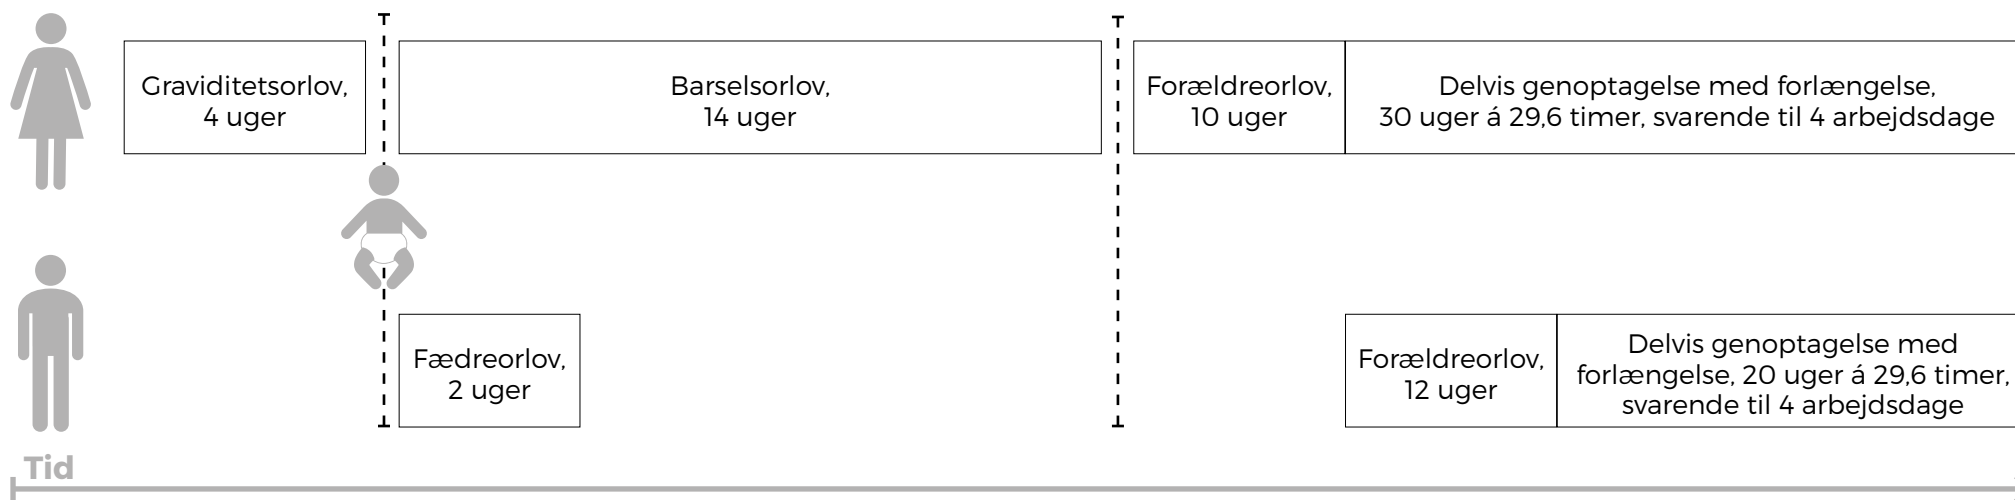 Graviditetsorlov,
4 uger
Barselsorlov,
14 uger
Forældreorlov,
10 uger
Delvis genoptagelse med forlængelse,
30 uger á 29,6 timer, svarende til 4 arbejdsdage
Fædreorlov,
2 uger
Forældreorlov,
12 uger
Delvis genoptagelse med
forlængelse, 20 uger á 29,6 timer,
svarende til 4 arbejdsdage
Tid